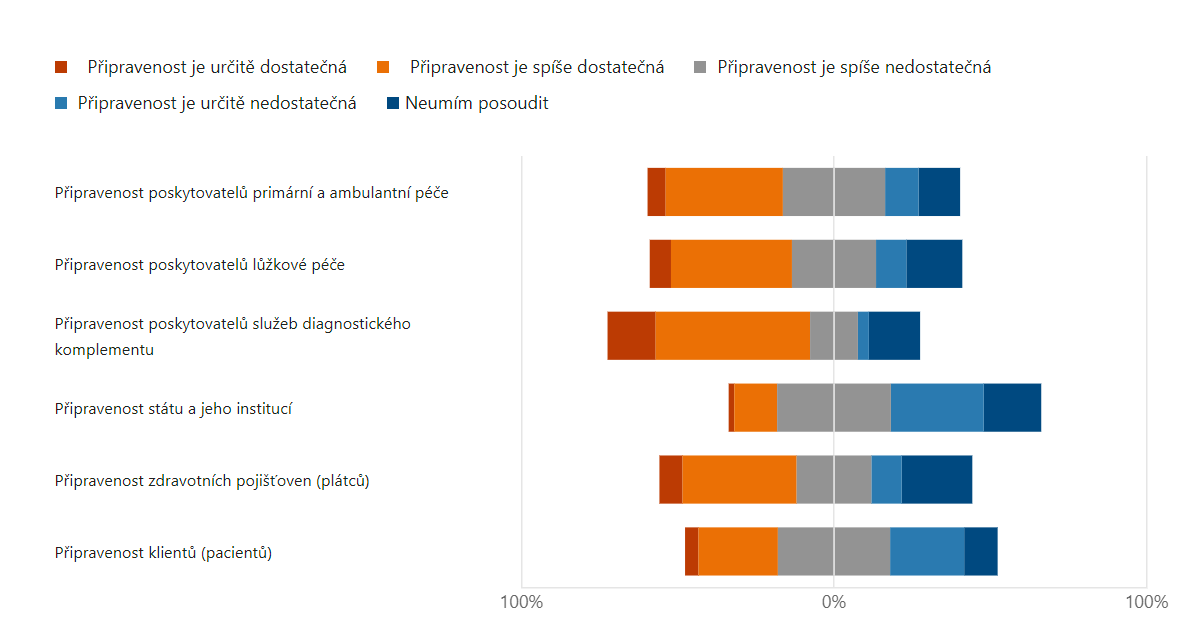 Připravenost je určitě dostatečná Připravenost je spíše dostatečná Připravenost je spíše nedostatečná
Připravenost je určitě nedostatečná Neumím posoudit
Připravenost poskytovatelů primární a ambulantní péče
Připravenost poskytovatelů lůžkové péče
Připravenost poskytovatelů služeb diagnostického
komplementu
Připravenost státu a jeho institucí
Připravenost zdravotních pojišťoven (plátců)
Připravenost klientů (pacientů)
100% 0% 100%